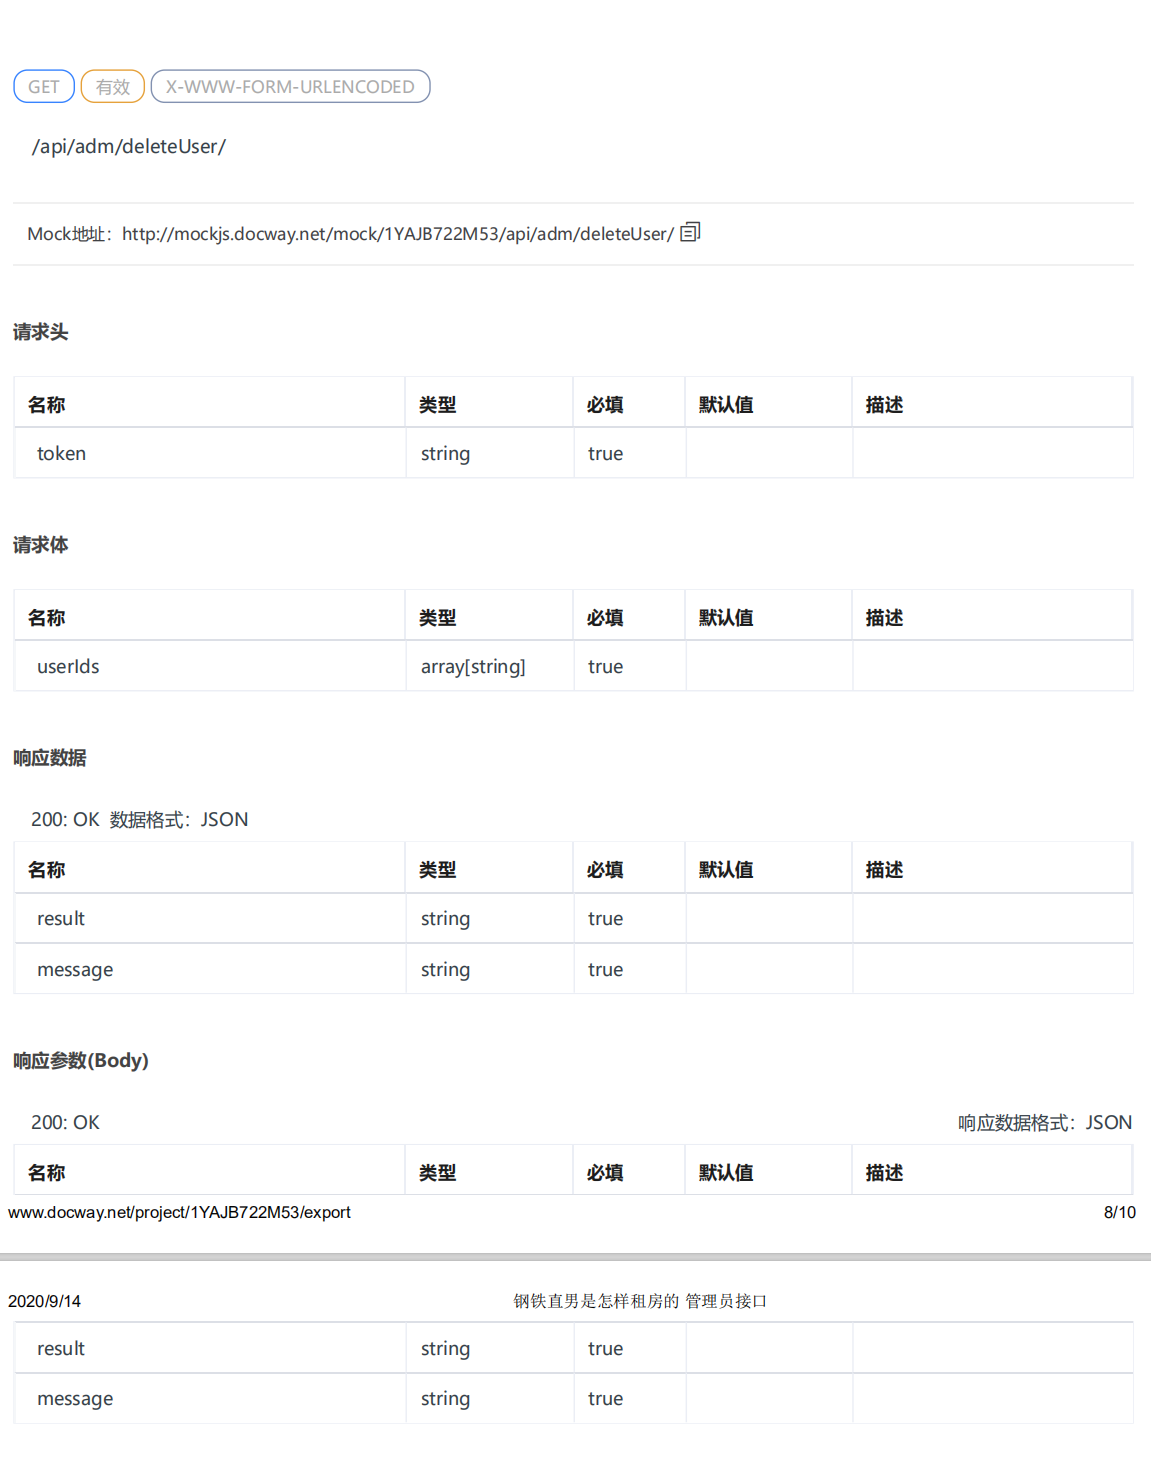 GET 有效 X-WWW-FORM-URLENCODED
/api/adm/deleteUser/
Mock地址：http://mockjs.docway.net/mock/1YAJB722M53/api/adm/deleteUser/
请求头
名称 类型 必填 默认值 描述
token string true
请求体
名称 类型 必填 默认值 描述
userIds array[string] true
响应数据
200: OK 数据格式：JSON
名称 类型 必填 默认值 描述
result string true
message string true
响应参数(Body)
200: OK 响应数据格式：JSON
名称 类型 必填 默认值 描述
www.docway.net/project/1YAJB722M53/export 8/10
2020/9/14 钢铁直男是怎样租房的 管理员接口
result string true
message string true